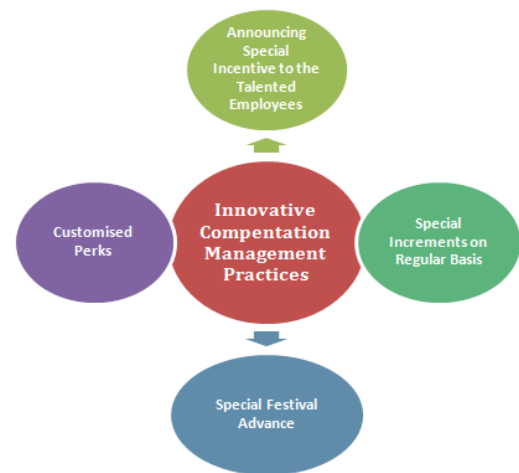 Announcing
Special
Incentive to the
Talented
Employees
Innovative
Compentation
Management
Practices
Customised
Perks
Special
Increments on
Regular Basis
Special Festival
Advance